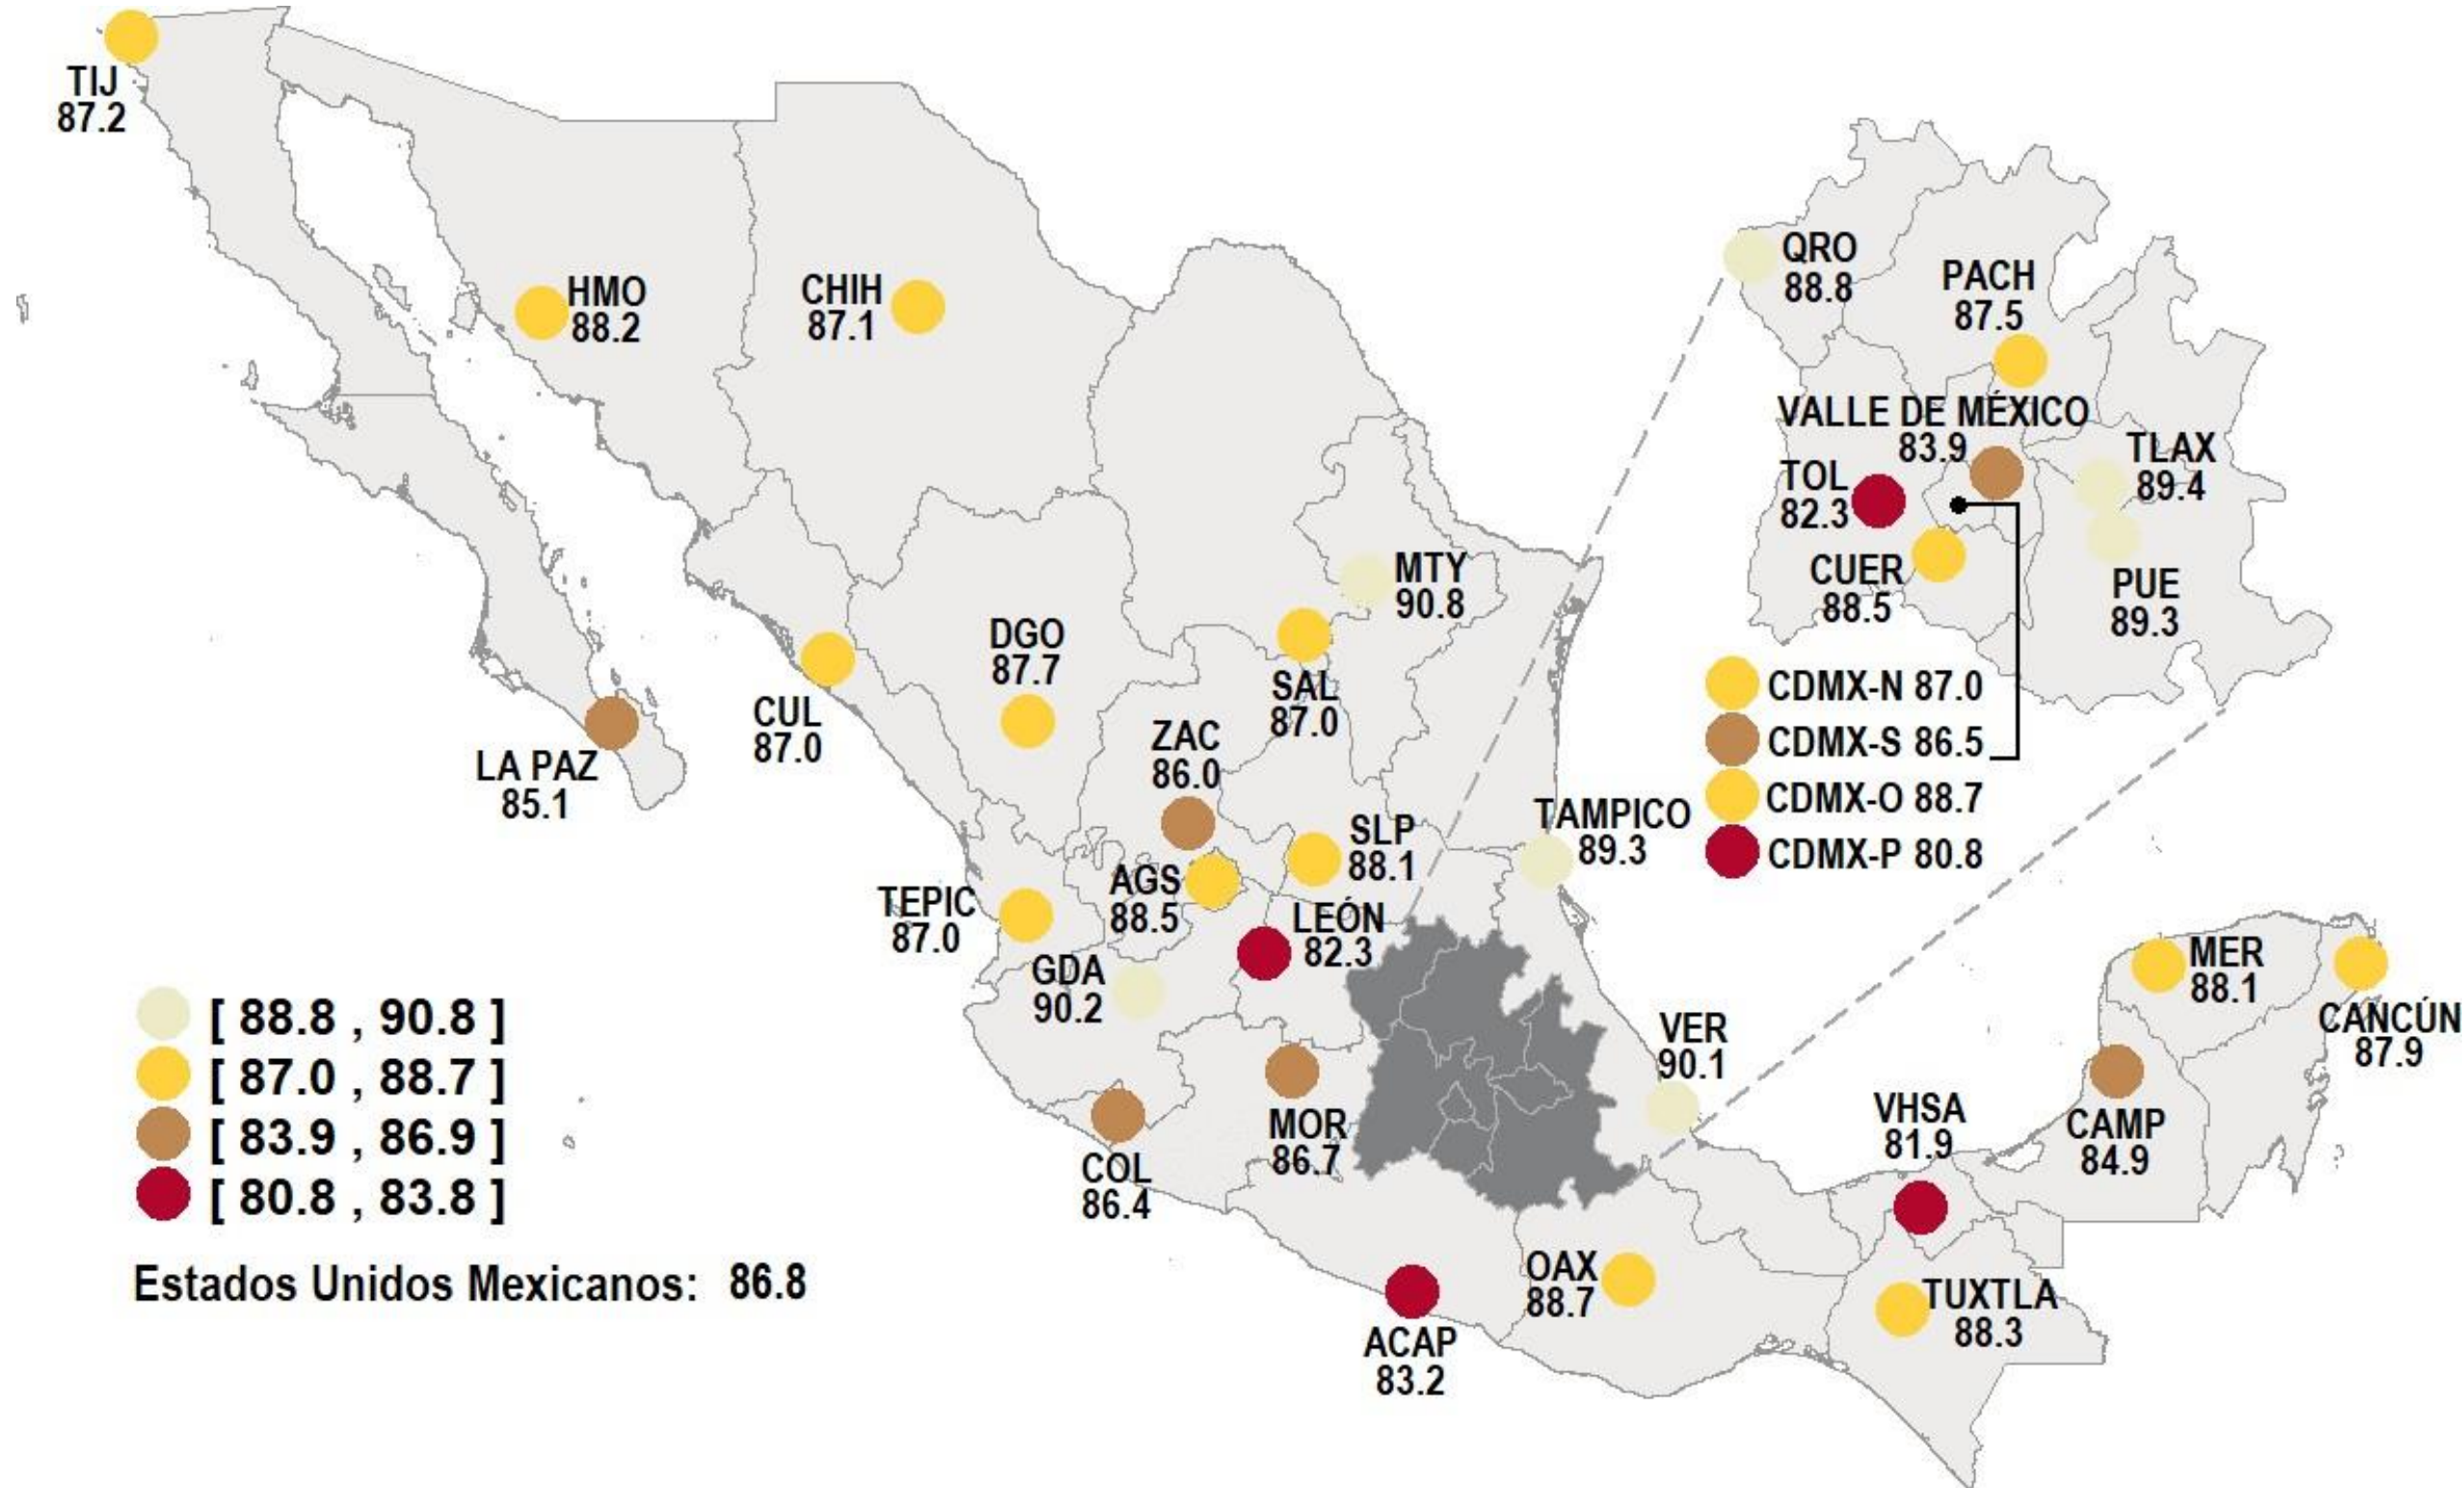 TIJ
87.2
HMO
88.2
CHIH
87.1
QRO
88.8
PACH
87.5
VALLE DE MÉXICO
83.9
TLAX
89.4
TOL
82.3
CUER
88.5
PUE
89.3
CDMX-N 87.0
CDMX-S 86.5
CDMX-O 88.7
CDMX-P 80.8
MTY
90.8
DGO
87.7
SAL
87.0
CUL
87.0
LA PAZ
85.1
ZAC
86.0
TAMPICO
89.3
SLP
88.1
AGS
88.5
TEPIC
87.0
LEÓN
82.3
GDA
90.2
MER
88.1
CANCÚN
87.9
VER
90.1
MOR
86.7
COL
86.4
VHSA
81.9
CAMP
84.9
OAX
88.7
TUXTLA
88.3
ACAP
83.2
[ 88.8 , 90.8 ]
[ 87.0 , 88.7 ]
[ 83.9 , 86.9 ]
[ 80.8 , 83.8 ]
Estados Unidos Mexicanos: 86.8